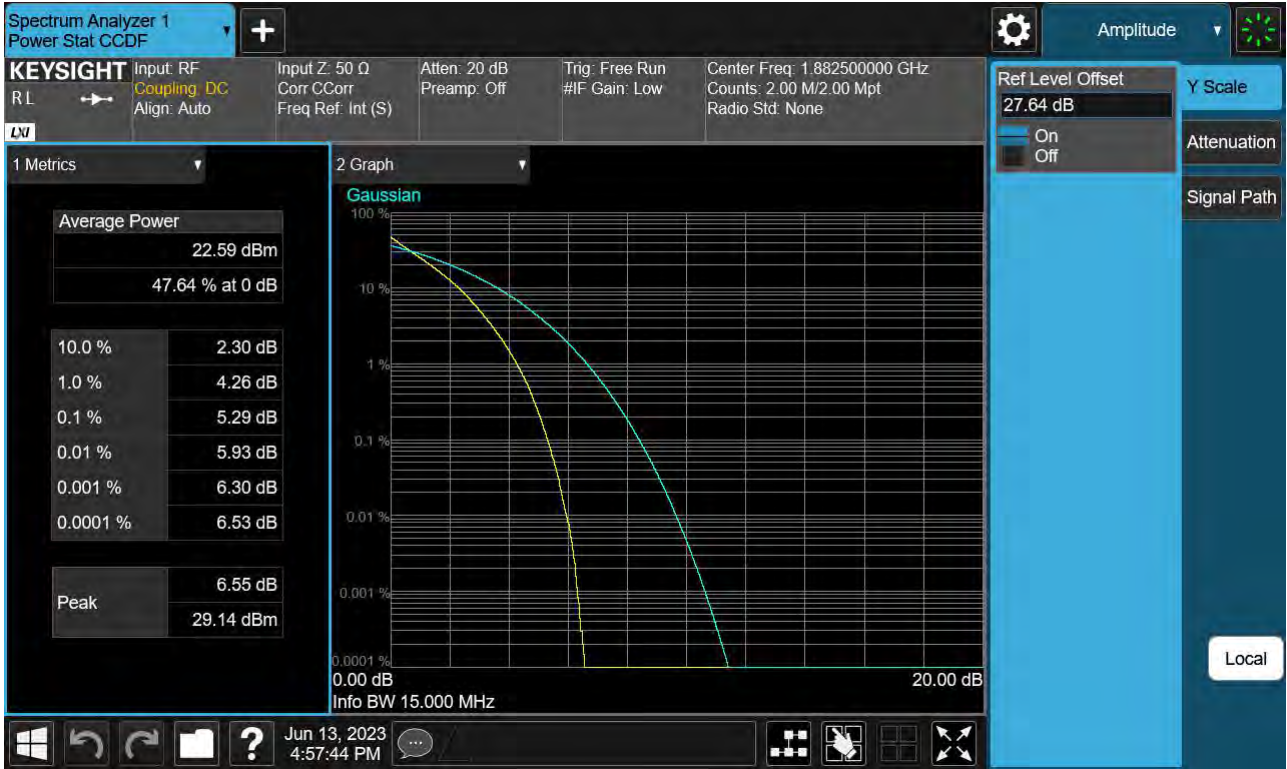 Spectrum Analyzer 1
Power Stat CCDF
Amplitude
KEYSIGHT
RL
LXI
Input: RF
Coupling: DC
Align: Auto
Input Z: 50 Ω
Corr CCorr
Freq Ref: Int (S)
Atten: 20 dB
Preamp: Off
Trig: Free Run
#IF Gain: Low
Center Freq: 1.882500000 GHz
Counts: 2.00 M/2.00 Mpt
Radio Std: None
Ref Level Offset
27.64 dB
On
Off
Y Scale
Attenuation
Signal Path
Local
1 Metrics
Average Power
22.59 dBm
47.64 % at 0 dB
10.0 % 2.30 dB
1.0 % 4.26 dB
0.1 % 5.29 dB
0.01 % 5.93 dB
0.001 % 6.30 dB
0.0001 % 6.53 dB
Peak
6.55 dB
29.14 dBm
2 Graph
Gaussian
100 %
10 %
1 %
0.1 %
0.01 %
0.001 %
0.0001 %
0.00 dB 20.00 dB
Info BW 15.000 MHz
?
Jun 13, 2023
4:57:44 PM